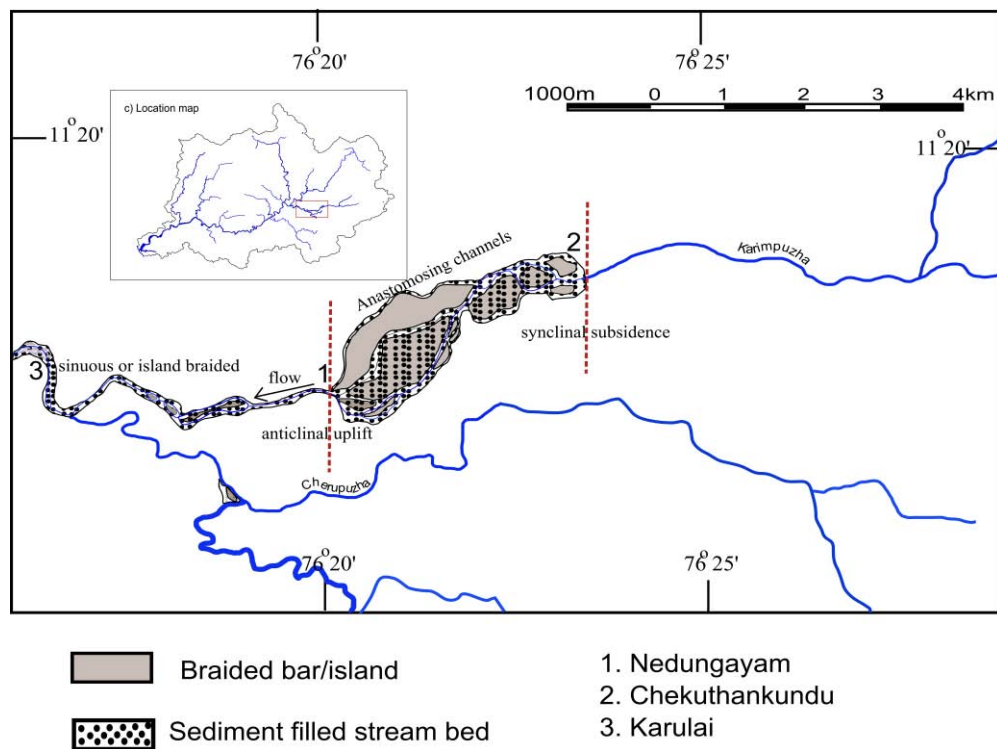 76°20'
76°25'
c) Location map
1000m 0 1 2 3 4km
11°20'
11°20'
Anastomosing channels
2
Karimpuzha
synclinal subsidence
3
sinuous or island braided
1
flow
anticlinal uplift
Cherupuzha
76°20'
76°25'
Braided bar/island
Sediment filled stream bed
1. Nedungayam
2. Chekuthankundu
3. Karulai